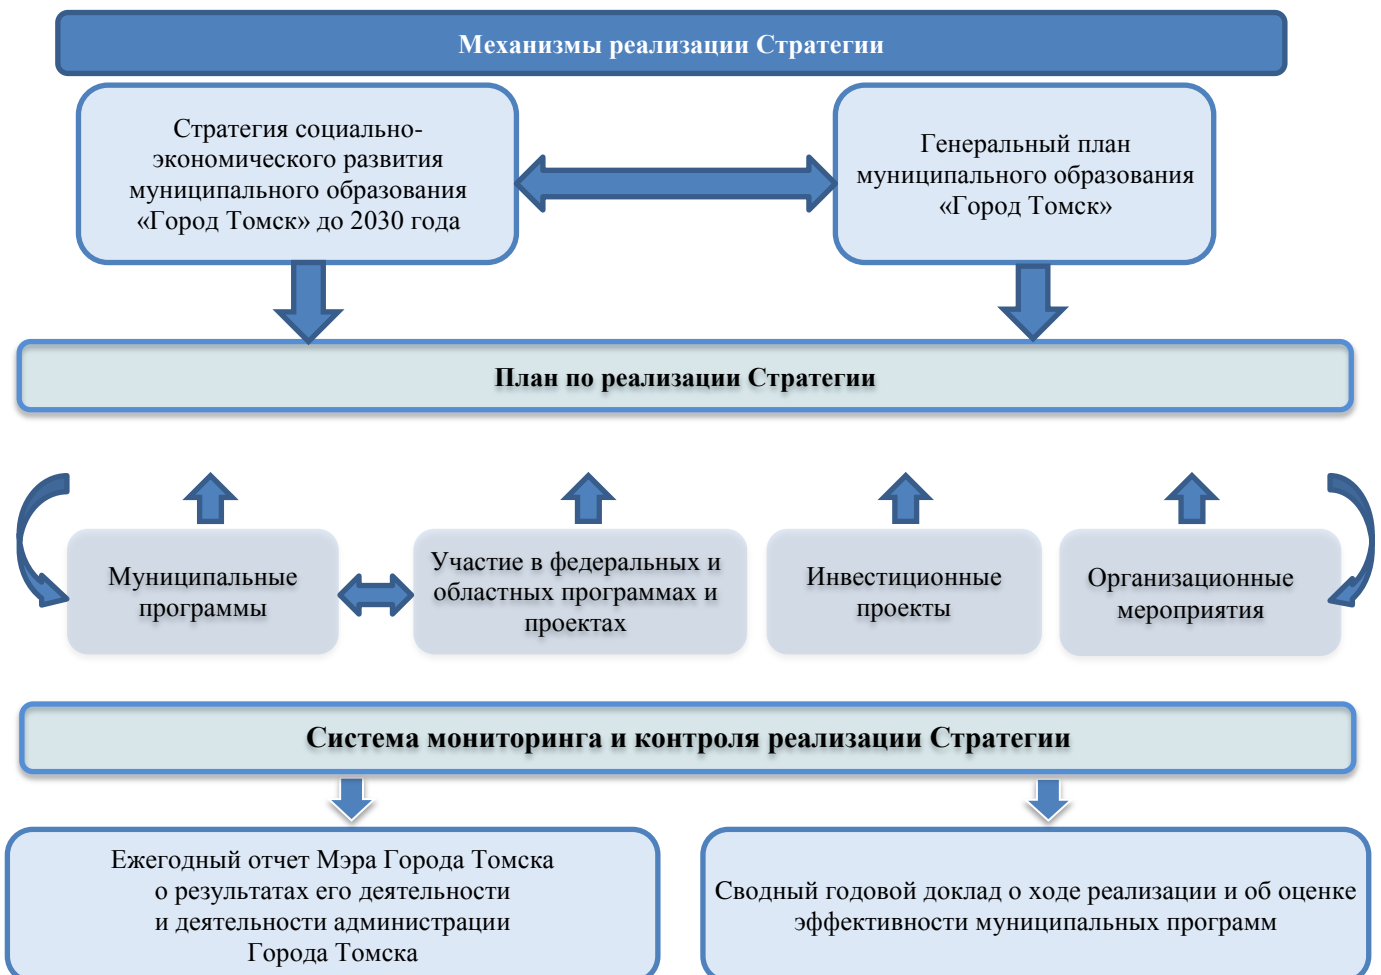 Механизмы реализации Стратегии
Стратегия социально-
экономического развития
муниципального образования
«Город Томск» до 2030 года
Генеральный план
муниципального образования
«Город Томск»
План по реализации Стратегии
Муниципальные
программы
Участие в федеральных и
областных программах и
проектах
Инвестиционные
проекты
Организационные
мероприятия
Система мониторинга и контроля реализации Стратегии
Ежегодный отчет Мэра Города Томска
о результатах его деятельности
и деятельности администрации
Города Томска
Сводный годовой доклад о ходе реализации и об оценке
эффективности муниципальных программ